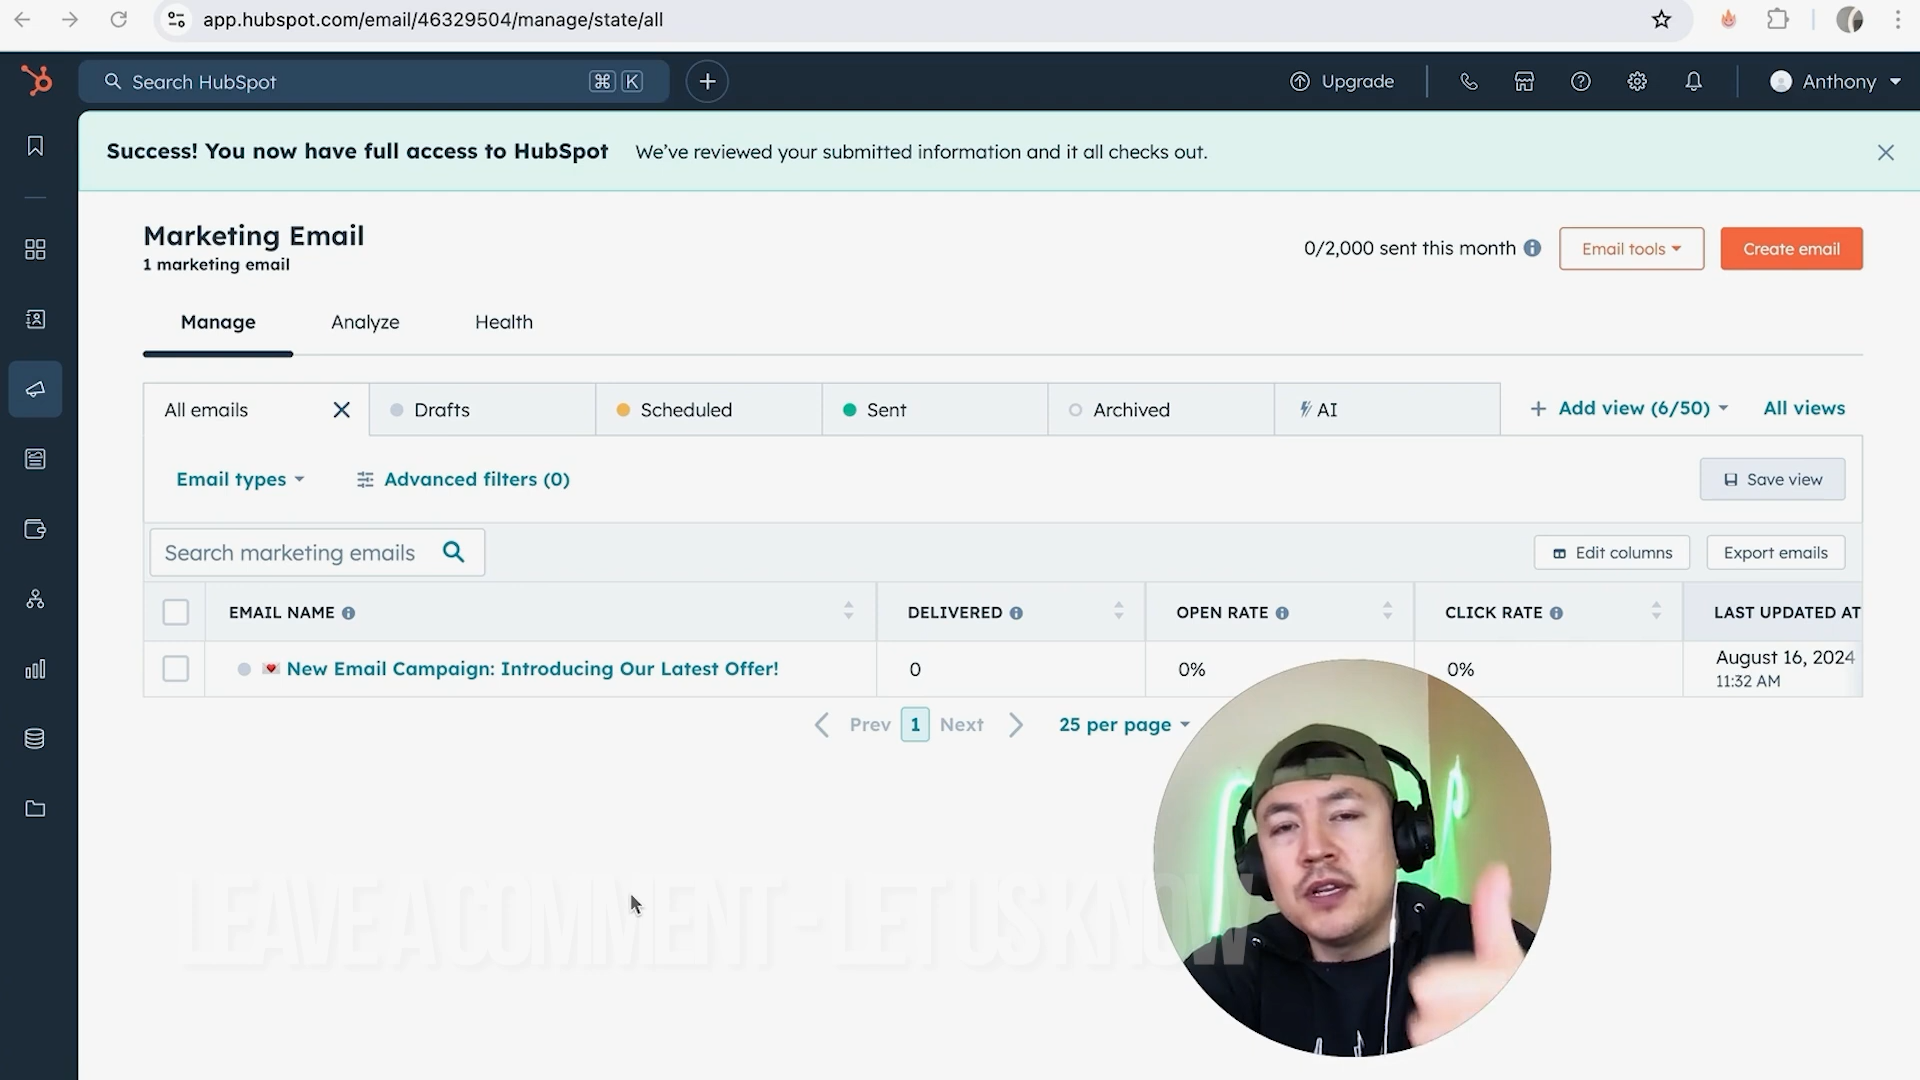 app.hubspot.com/email/46329504/manage/state/all
Search HubSpot ⌘ K
Upgrade
Anthony
Success! You now have full access to HubSpot We've reviewed your submitted information and it all checks out.
Marketing Email
1 marketing email
0/2,000 sent this month
Email tools
Create email
Manage Analyze Health
All emails Drafts Scheduled Sent Archived AI
+ Add view (6/50) All views
Email types Advanced filters (0)
Save view
Search marketing emails
Edit columns Export emails
EMAIL NAME DELIVERED OPEN RATE CLICK RATE LAST UPDATED AT
💌 New Email Campaign: Introducing Our Latest Offer! 0 0% 0% August 16, 2024
11:32 AM
Prev 1 Next 25 per page
LEAVE A COMMENT - LET US KNOW